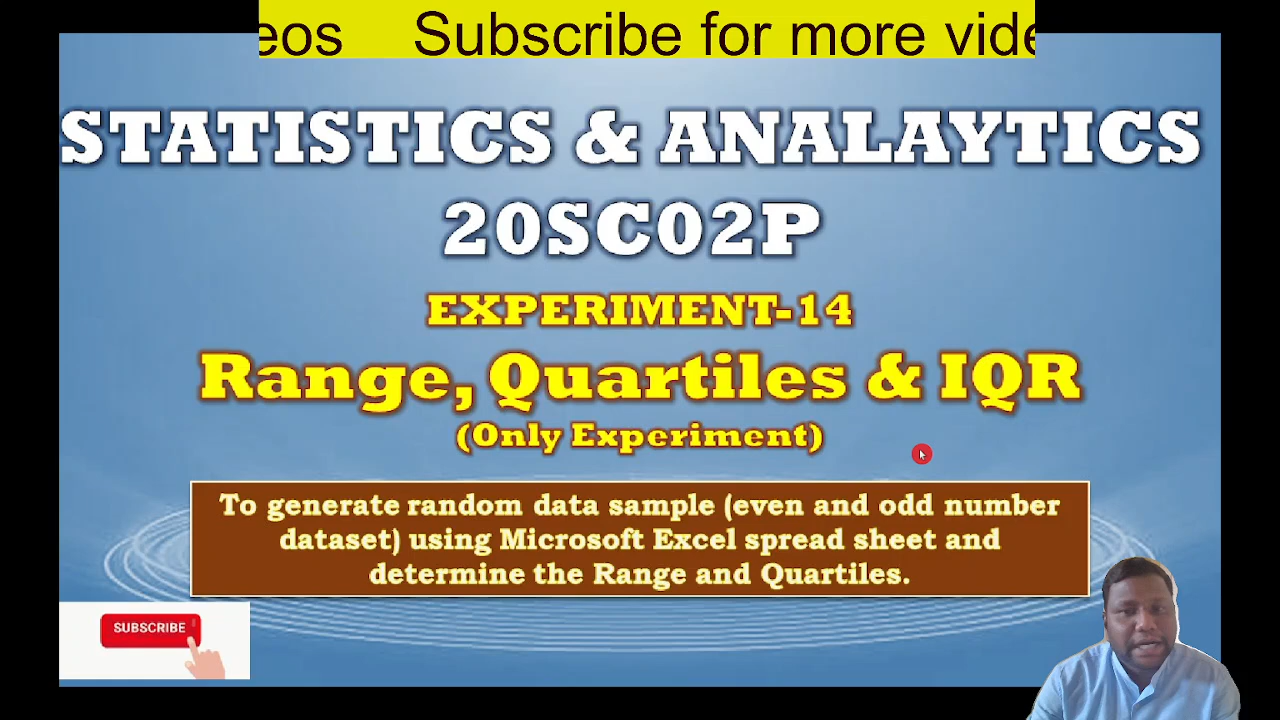 eos Subscribe for more vide
STATISTICS & ANALAYTICS
20SC02P
EXPERIMENT-14
Range, Quartiles & IQR
(Only Experiment)
To generate random data sample (even and odd number
dataset) using Microsoft Excel spread sheet and
determine the Range and Quartiles.
SUBSCRIBE